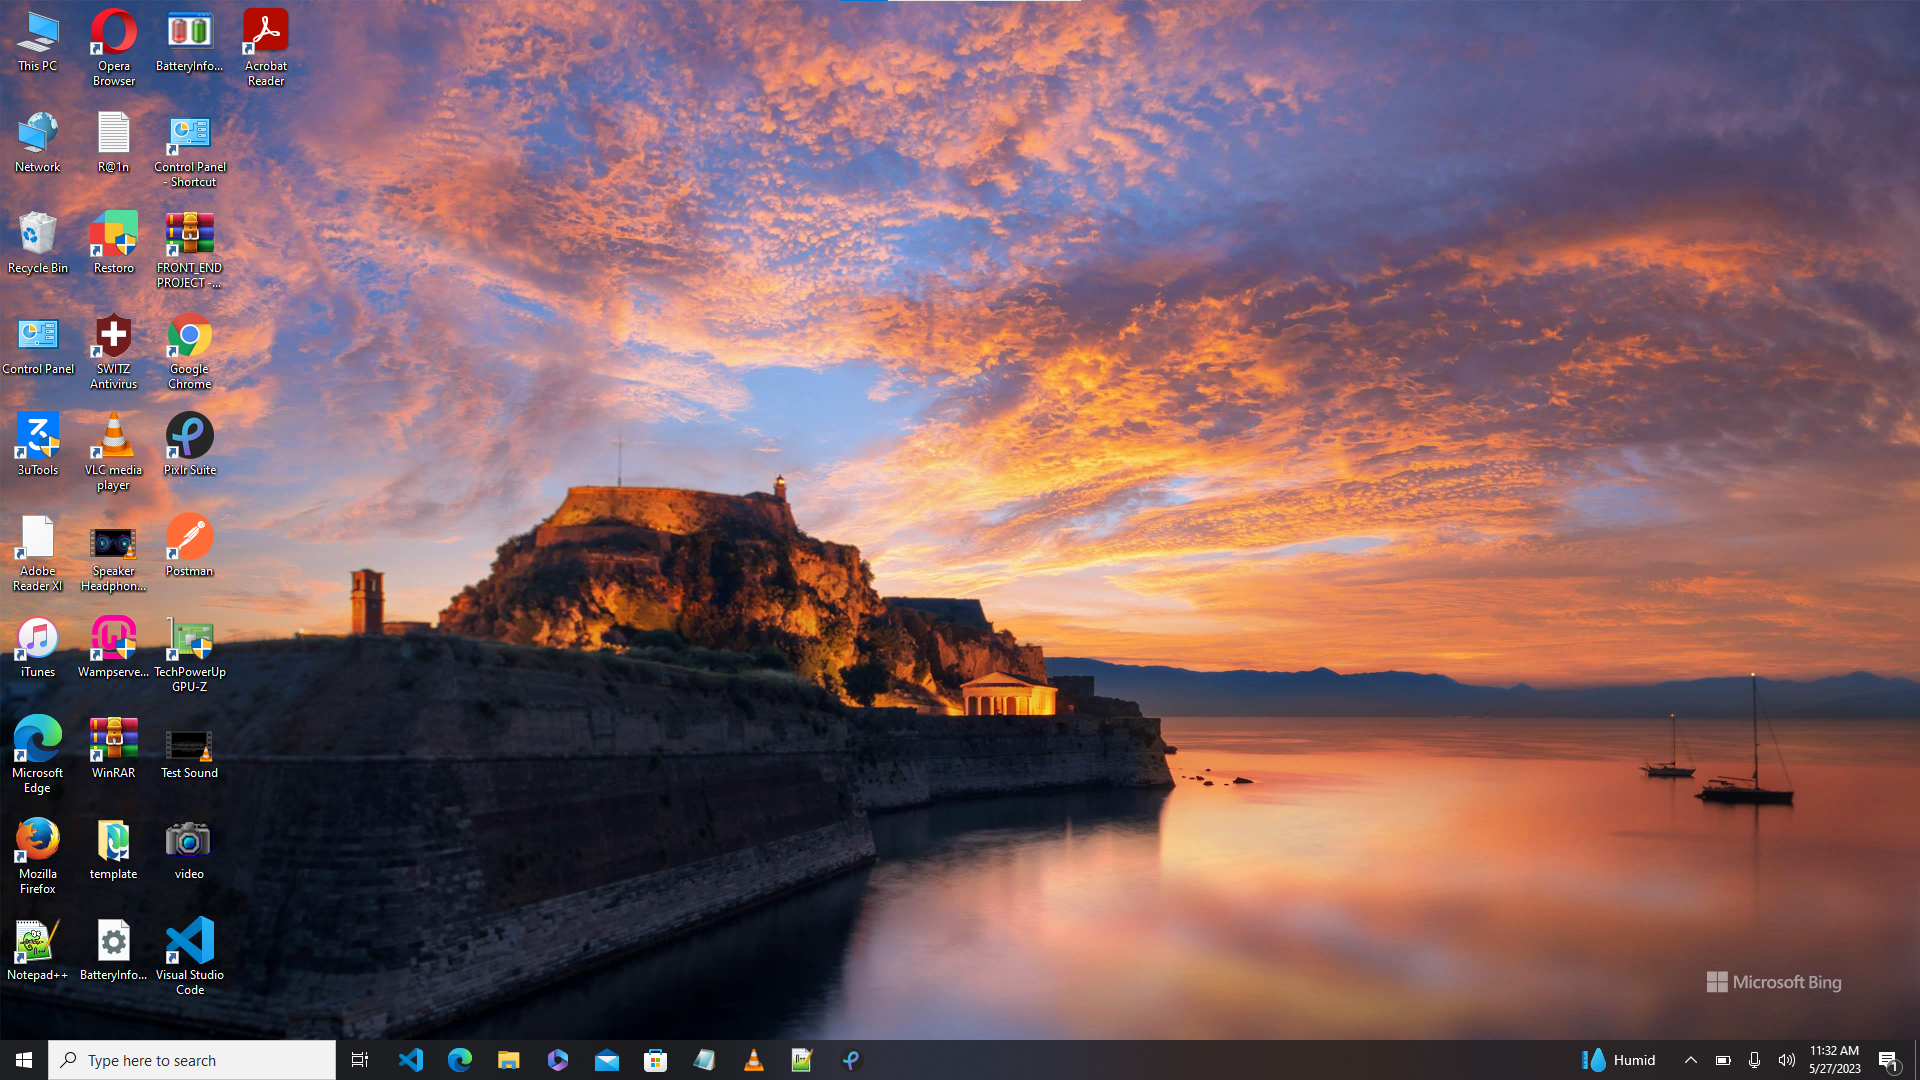 This PC
Opera
Browser
BatteryInfo...
Acrobat
Reader
Network
R@1n
Control Panel
- Shortcut
Recycle Bin
Restoro
FRONT_END
PROJECT -...
Control Panel
SWITZ
Antivirus
Google
Chrome
3uTools
VLC media
player
Pixlr Suite
Adobe
Reader XI
Speaker
Headphon...
Postman
iTunes
Wampserve...
TechPowerUp
GPU-Z
Microsoft
Edge
WinRAR
Test Sound
Mozilla
Firefox
template
video
Notepad++
BatteryInfo...
Visual Studio
Code
Microsoft Bing
Type here to search
Humid
11:32 AM
5/27/2023
1